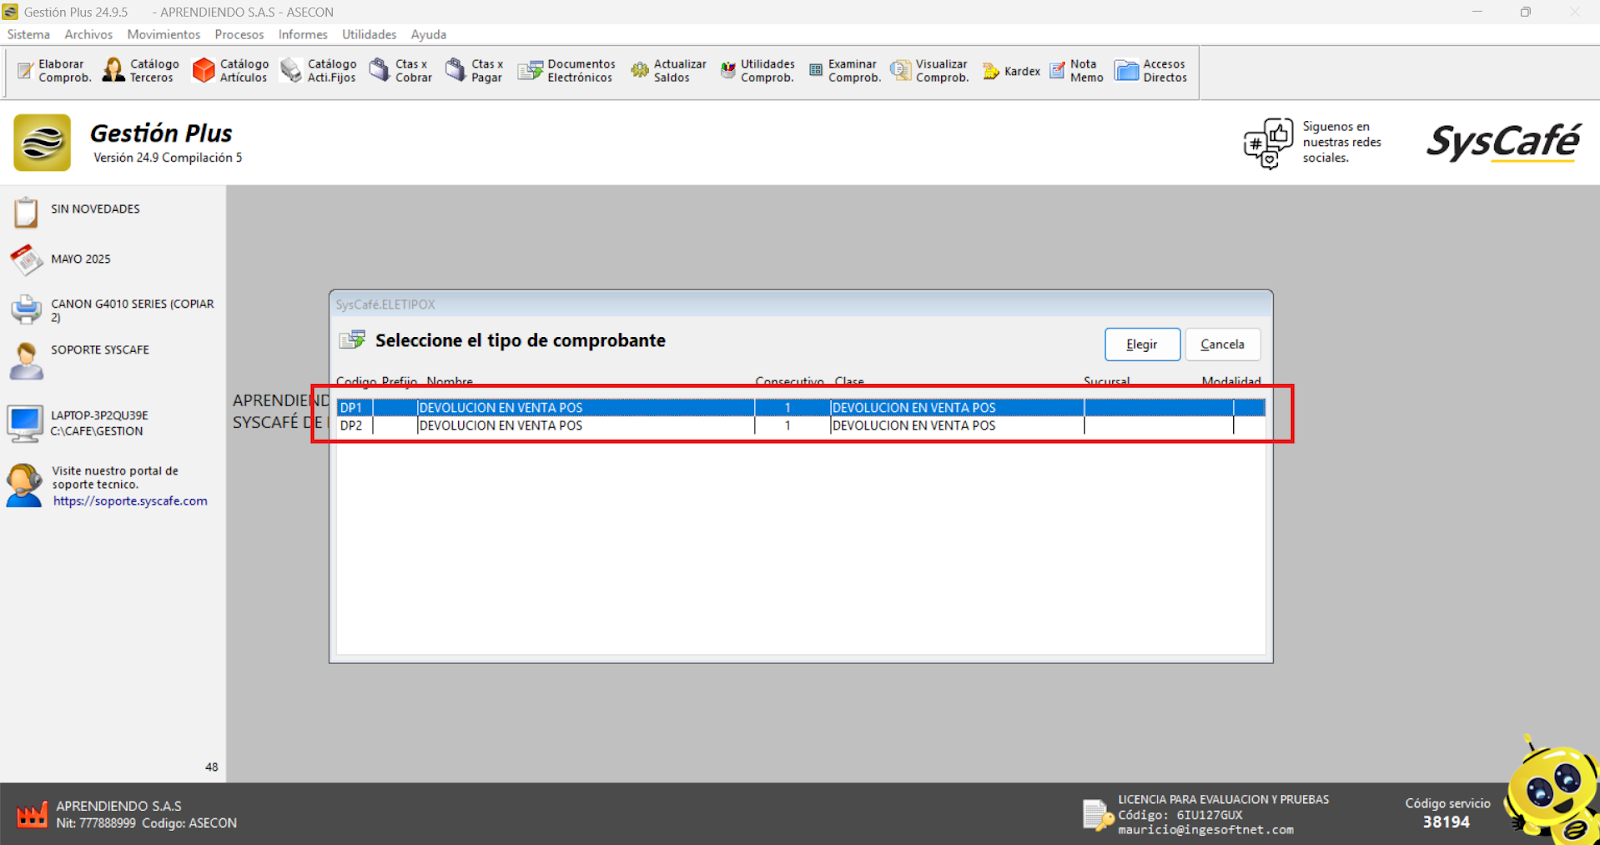 Gestión Plus 24.9.5 - APRENDIENDO S.A.S - ASECON
Sistema Archivos Movimientos Procesos Informes Utilidades Ayuda
Elaborar Comprob.
Catálogo Terceros
Catálogo Artículos
Catálogo Acti.Fijos
Ctas x Cobrar
Ctas x Pagar
Documentos Electrónicos
Actualizar Saldos
Utilidades Comprob.
Examinar Comprob.
Visualizar Comprob.
Kardex
Nota Memo
Accesos Directos
Gestión Plus
Versión 24.9 Compilación 5
#
Siguenos en
nuestras redes
sociales.
SysCafé
SIN NOVEDADES
MAYO 2025
CANON G4010 SERIES (COPIAR
2)
SOPORTE SYSCAFE
LAPTOP-3P2QU39E
C:\CAFE\GESTION
Visite nuestro portal de
soporte tecnico.
https://soporte.syscafe.com
48
APRENDIEND
SYSCAFÉ DE
SysCafé.ELETIPOX
Seleccione el tipo de comprobante
Elegir
Cancela
Codigo Prefijo Nombre Consecutivo Clase Sucursal Modalidad
DP1 DEVOLUCION EN VENTA POS 1 DEVOLUCION EN VENTA POS
DP2 DEVOLUCION EN VENTA POS 1 DEVOLUCION EN VENTA POS
APRENDIENDO S.A.S
Nit: 777888999 Codigo: ASECON
LICENCIA PARA EVALUACION Y PRUEBAS
Código: 6IU127GUX
mauricio@ingesoftnet.com
Código servicio
38194